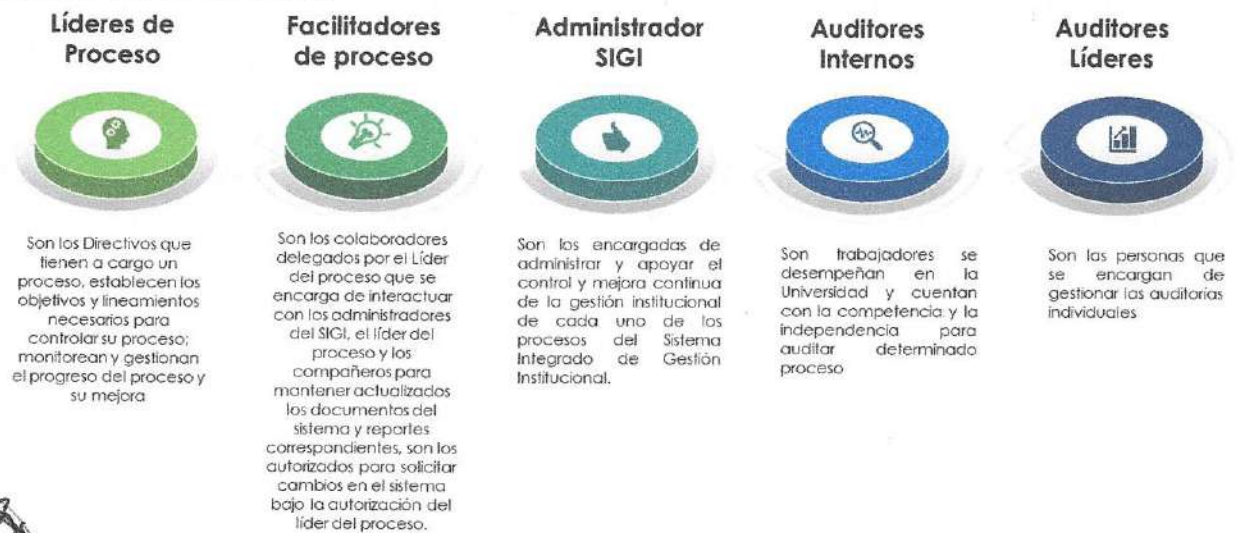 Líderes de
Proceso
Son los Directivos que
tienen a cargo un
proceso, establecen los
objetivos y lineamientos
necesarios para
controlar su proceso;
monitorean y gestionan
el progreso del proceso y
su mejora
Facilitadores
de proceso
Son los colaboradores
delegados por el Líder
del proceso que se
encarga de interactuar
con los administradores
del SIGI, el líder del
proceso y los
compañeros para
mantener actualizados
los documentos del
sistema y reportes
correspondientes, son los
autorizados para solicitar
cambios en el sistema
bajo la autorización del
líder del proceso.
Administrador
SIGI
Son los encargadas de
administrar y apoyar el
control y mejora continua
de la gestión institucional
de cada uno de los
procesos del Sistema
Integrado de Gestión
Institucional.
Auditores
Internos
Son trabajadores se
desempeñan en la
Universidad y cuentan
con la competencia y la
independencia para
auditar determinado
proceso
Auditores
Líderes
Son las personas que
se encargan de
gestionar las auditorias
individuales